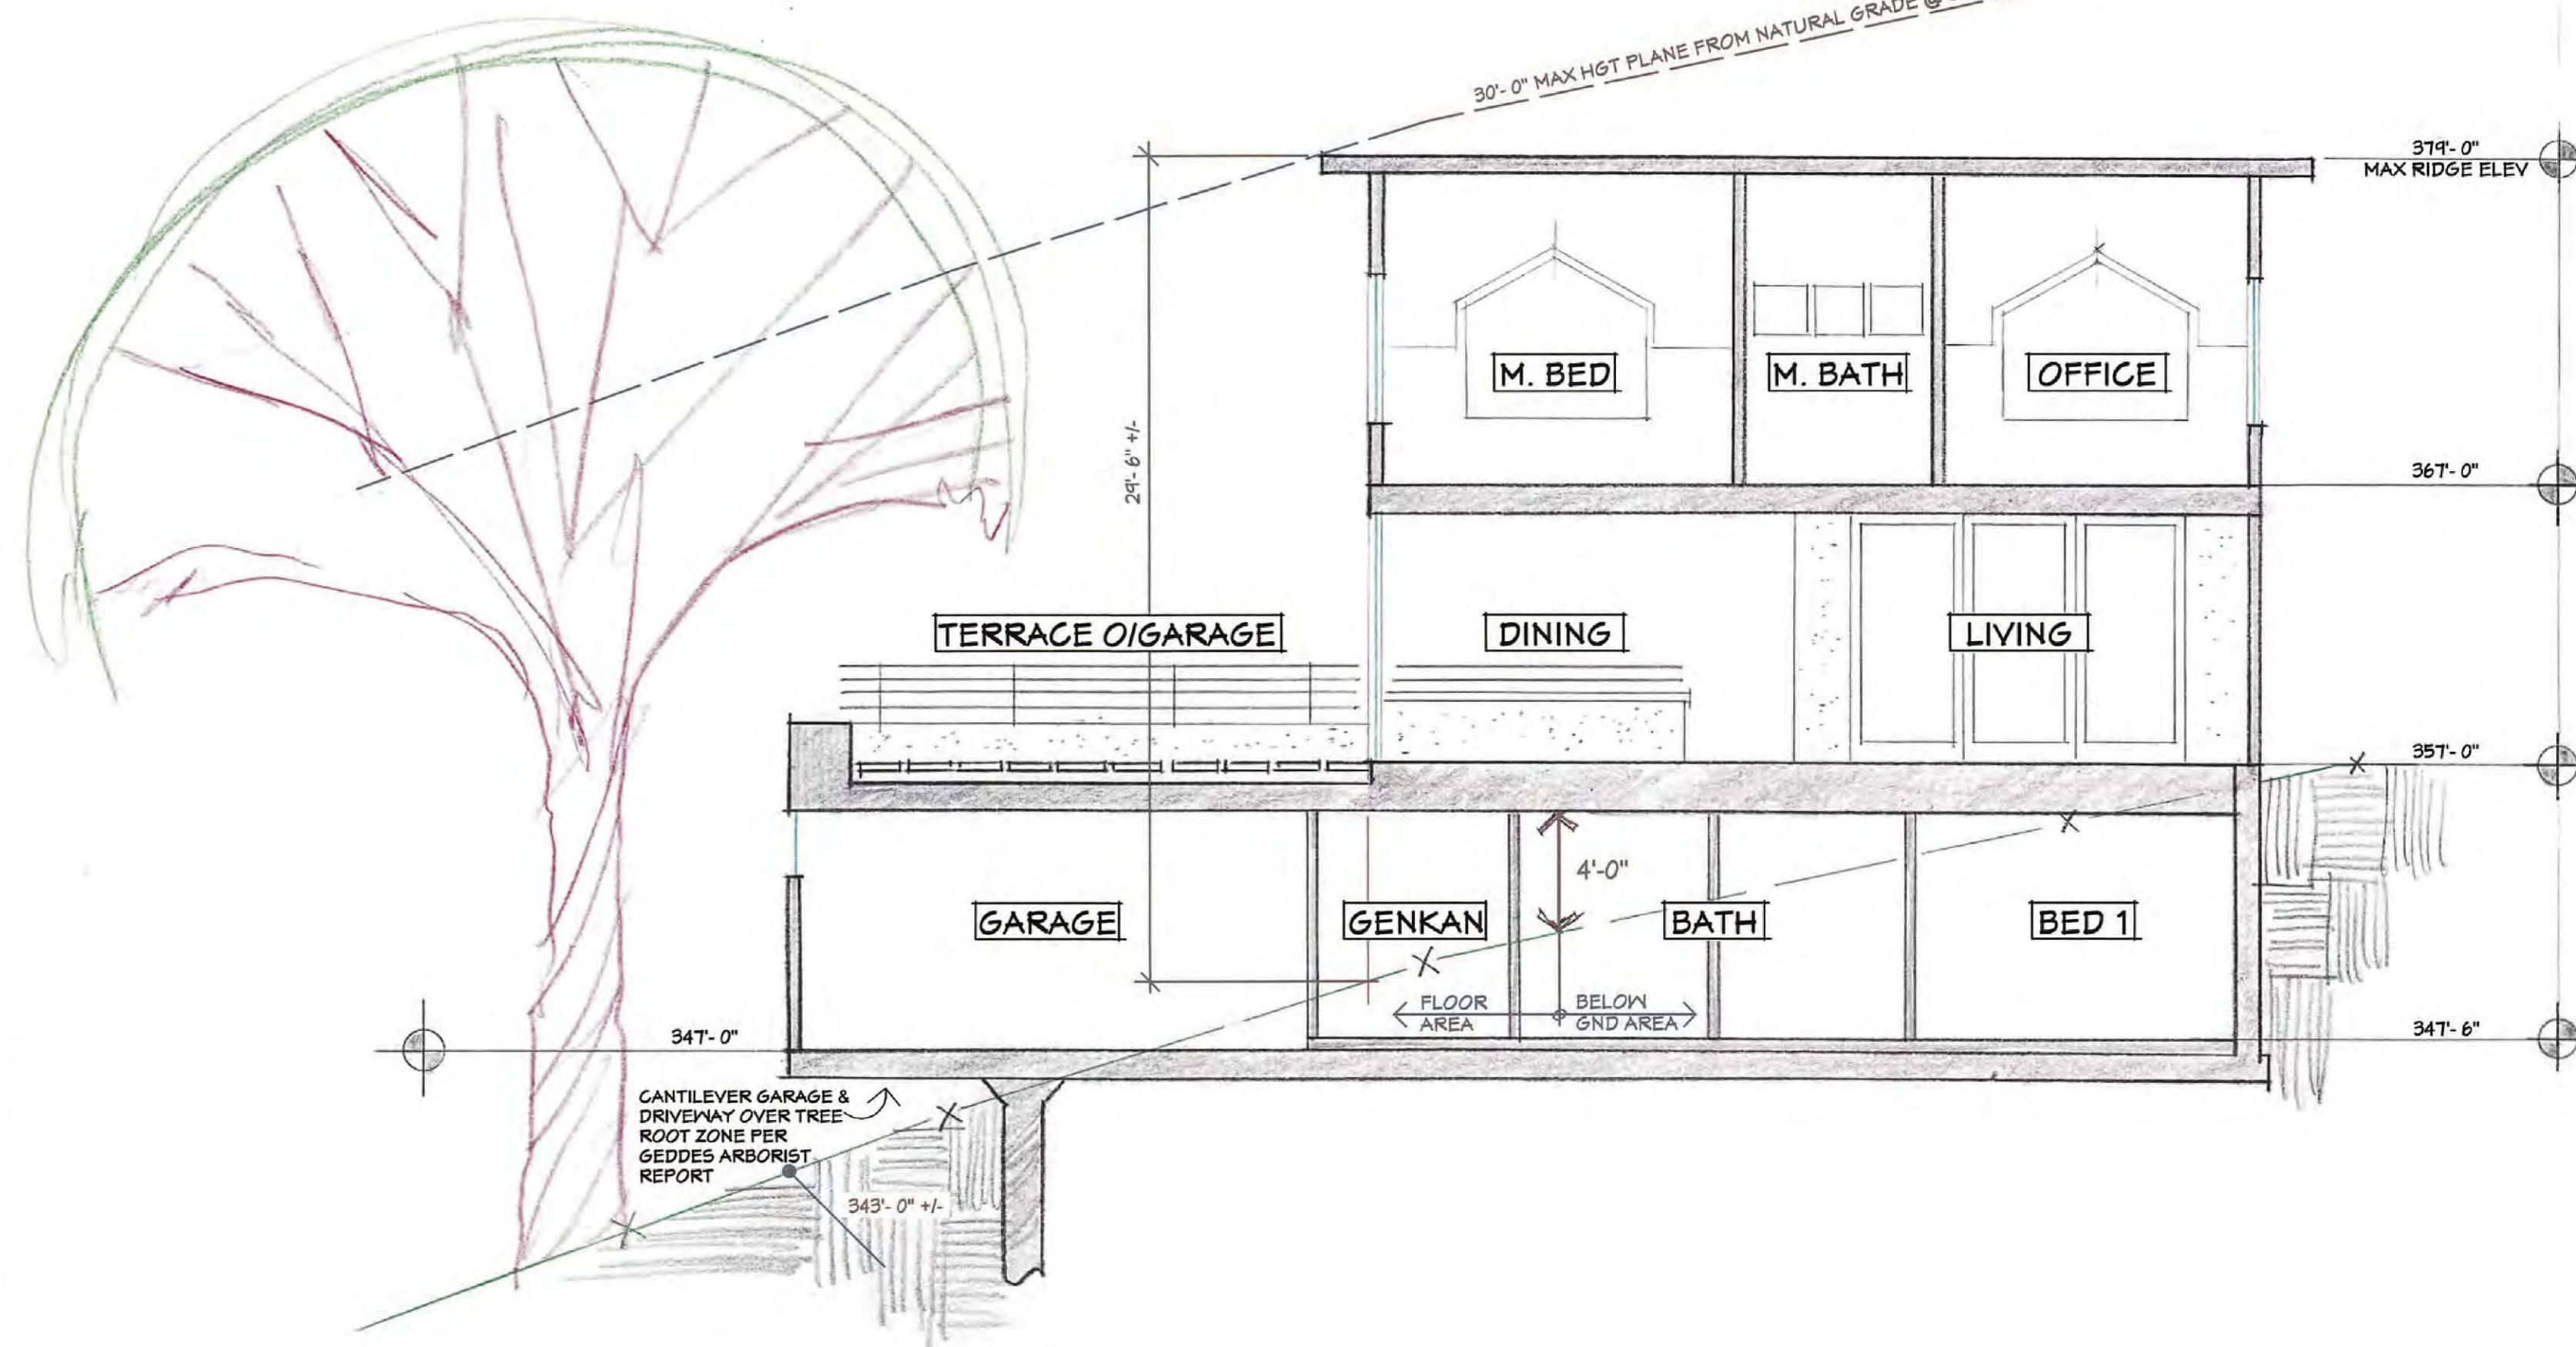 30'-0" MAX HGT PLANE FROM NATURAL GRADE @
379'-0"
MAX RIDGE ELEV
M. BED
M. BATH
OFFICE
29'-6" +/-
367'-0"
TERRACE O/GARAGE
DINING
LIVING
357'-0"
4'-0"
GARAGE
GENKAN
BATH
BED 1
FLOOR
AREA
BELOW
GND AREA
347'-0"
347'-6"
CANTILEVER GARAGE &
DRIVEWAY OVER TREE
ROOT ZONE PER
GEDDES ARBORIST
REPORT
343'-0" +/-